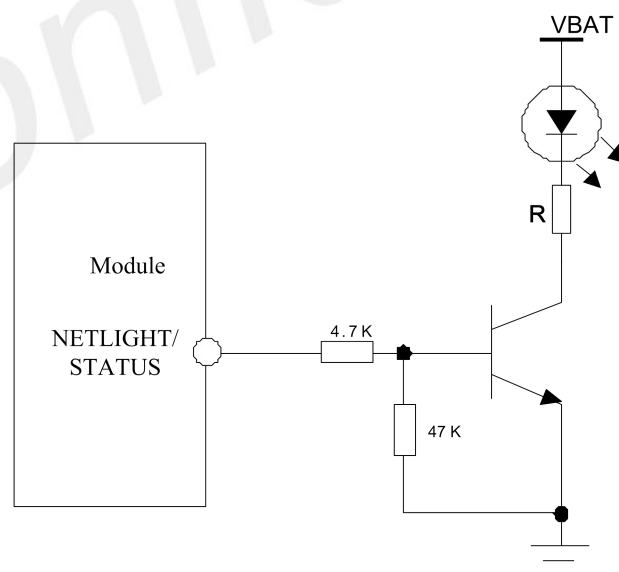 VBAT
R
Module
4.7 K
NETLIGHT/
STATUS
47 K